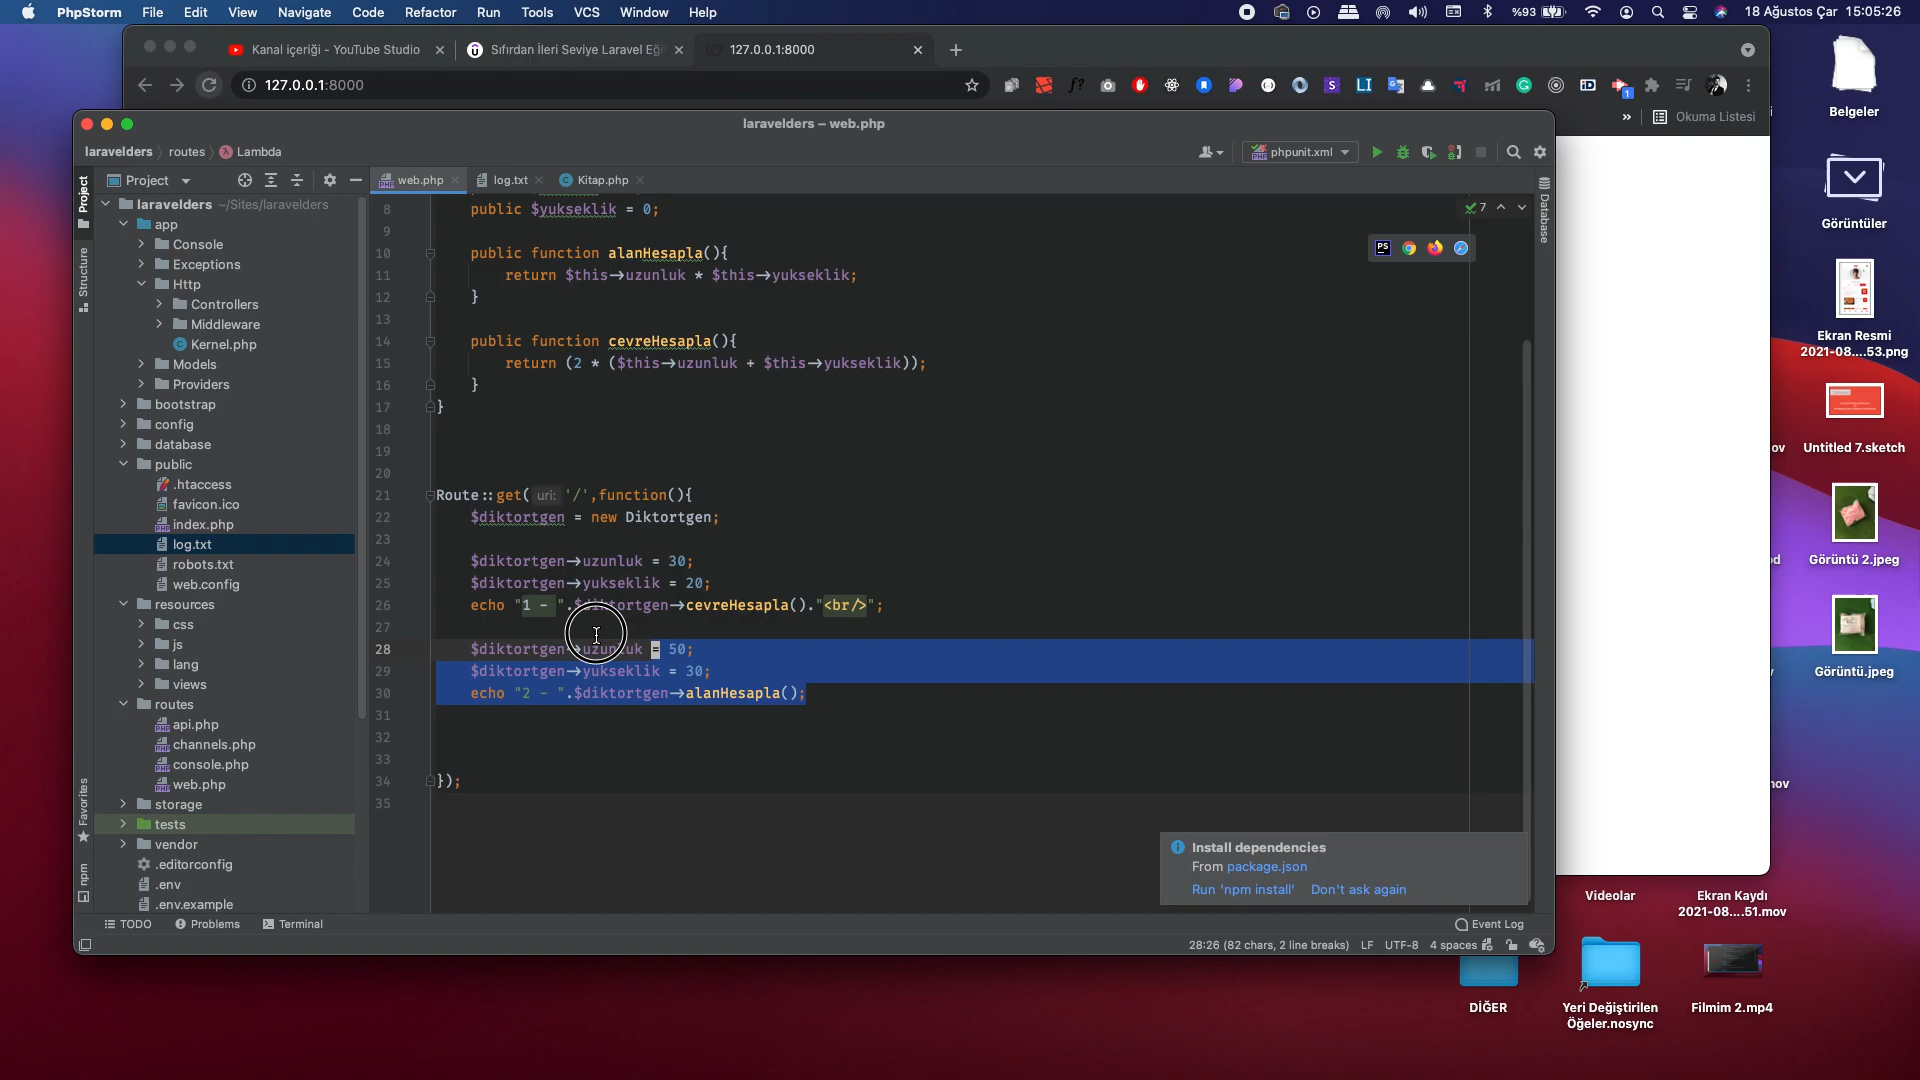 PhpStorm File Edit View Navigate Code Refactor Run Tools VCS Window Help %93 18 Ağustos Çar 15:05:26
Kanal içeriği - YouTube Studio Sıfırdan İleri Seviye Laravel Eği 127.0.0.1:8000
127.0.0.1:8000
Okuma Listesi
laravelders – web.php
laravelders routes Lambda phpunit.xml
Project web.php log.txt Kitap.php
Project
Structure
Favorites
npm
Database
laravelders ~/Sites/laravelders
app
Console
Exceptions
Http
Controllers
Middleware
Kernel.php
Models
Providers
bootstrap
config
database
public
.htaccess
favicon.ico
index.php
log.txt
robots.txt
web.config
resources
css
js
lang
views
routes
api.php
channels.php
console.php
web.php
storage
tests
vendor
.editorconfig
.env
.env.example
8 public $yukseklik = 0;
9
10 public function alanHesapla(){
11 return $this→uzunluk * $this→yukseklik;
12 }
13
14 public function cevreHesapla(){
15 return (2 * ($this→uzunluk + $this→yukseklik));
16 }
17 }
18
19
20
21 Route::get( uri: '/',function(){
22 $diktortgen = new Diktortgen;
23
24 $diktortgen→uzunluk = 30;
25 $diktortgen→yukseklik = 20;
26 echo "1 - ".$diktortgen→cevreHesapla()."<br/>";
27
28 $diktortgen→uzunluk = 50;
29 $diktortgen→yukseklik = 30;
30 echo "2 - ".$diktortgen→alanHesapla();
31
32
33
34 });
35
7
PS
Install dependencies
From package.json
Run 'npm install' Don't ask again
TODO Problems Terminal Event Log
28:26 (82 chars, 2 line breaks) LF UTF-8 4 spaces
Belgeler
Görüntüler
Ekran Resmi
2021-08....53.png
Untitled 7.sketch
Görüntü 2.jpeg
Görüntü.jpeg
Videolar
Ekran Kaydı
2021-08....51.mov
DİĞER
Yeri Değiştirilen
Öğeler.nosync
Filmim 2.mp4